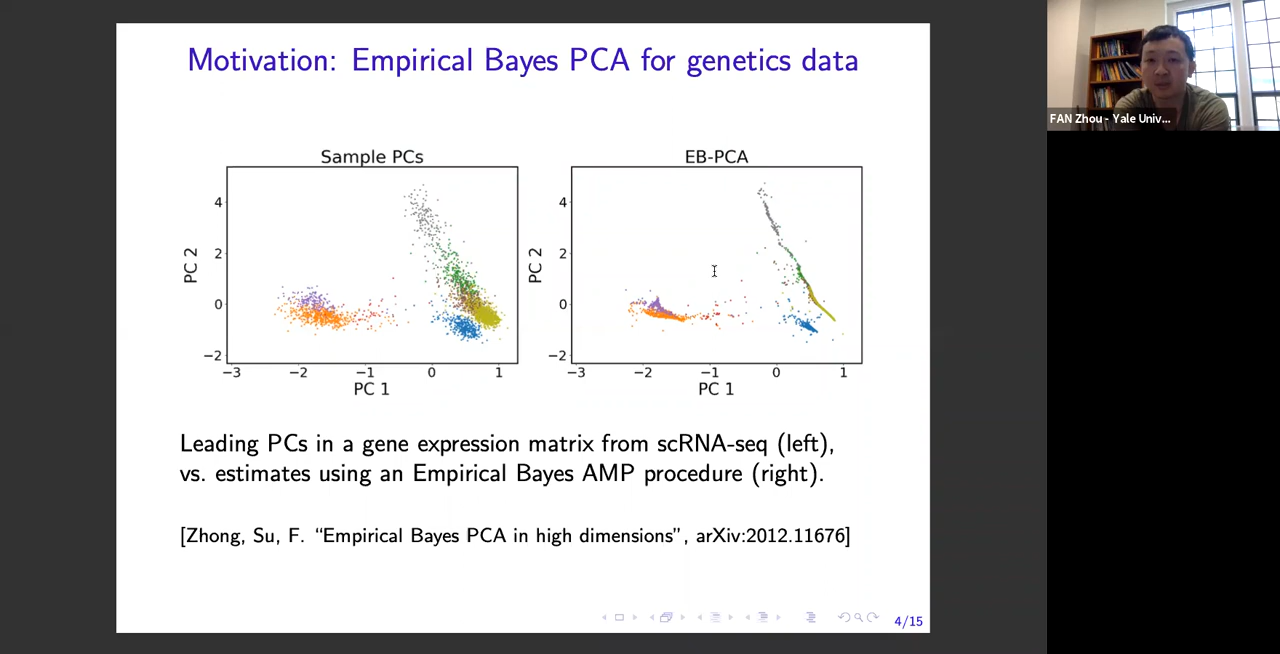 Motivation: Empirical Bayes PCA for genetics data
Sample PCs
PC 2
4
2
0
−2
−3
−2
−1
0
1
PC 1
EB-PCA
PC 2
4
2
0
−2
−3
−2
−1
0
1
PC 1
Leading PCs in a gene expression matrix from scRNA-seq (left),
vs. estimates using an Empirical Bayes AMP procedure (right).
[Zhong, Su, F. “Empirical Bayes PCA in high dimensions”, arXiv:2012.11676]
4/15
FAN Zhou - Yale Univ...